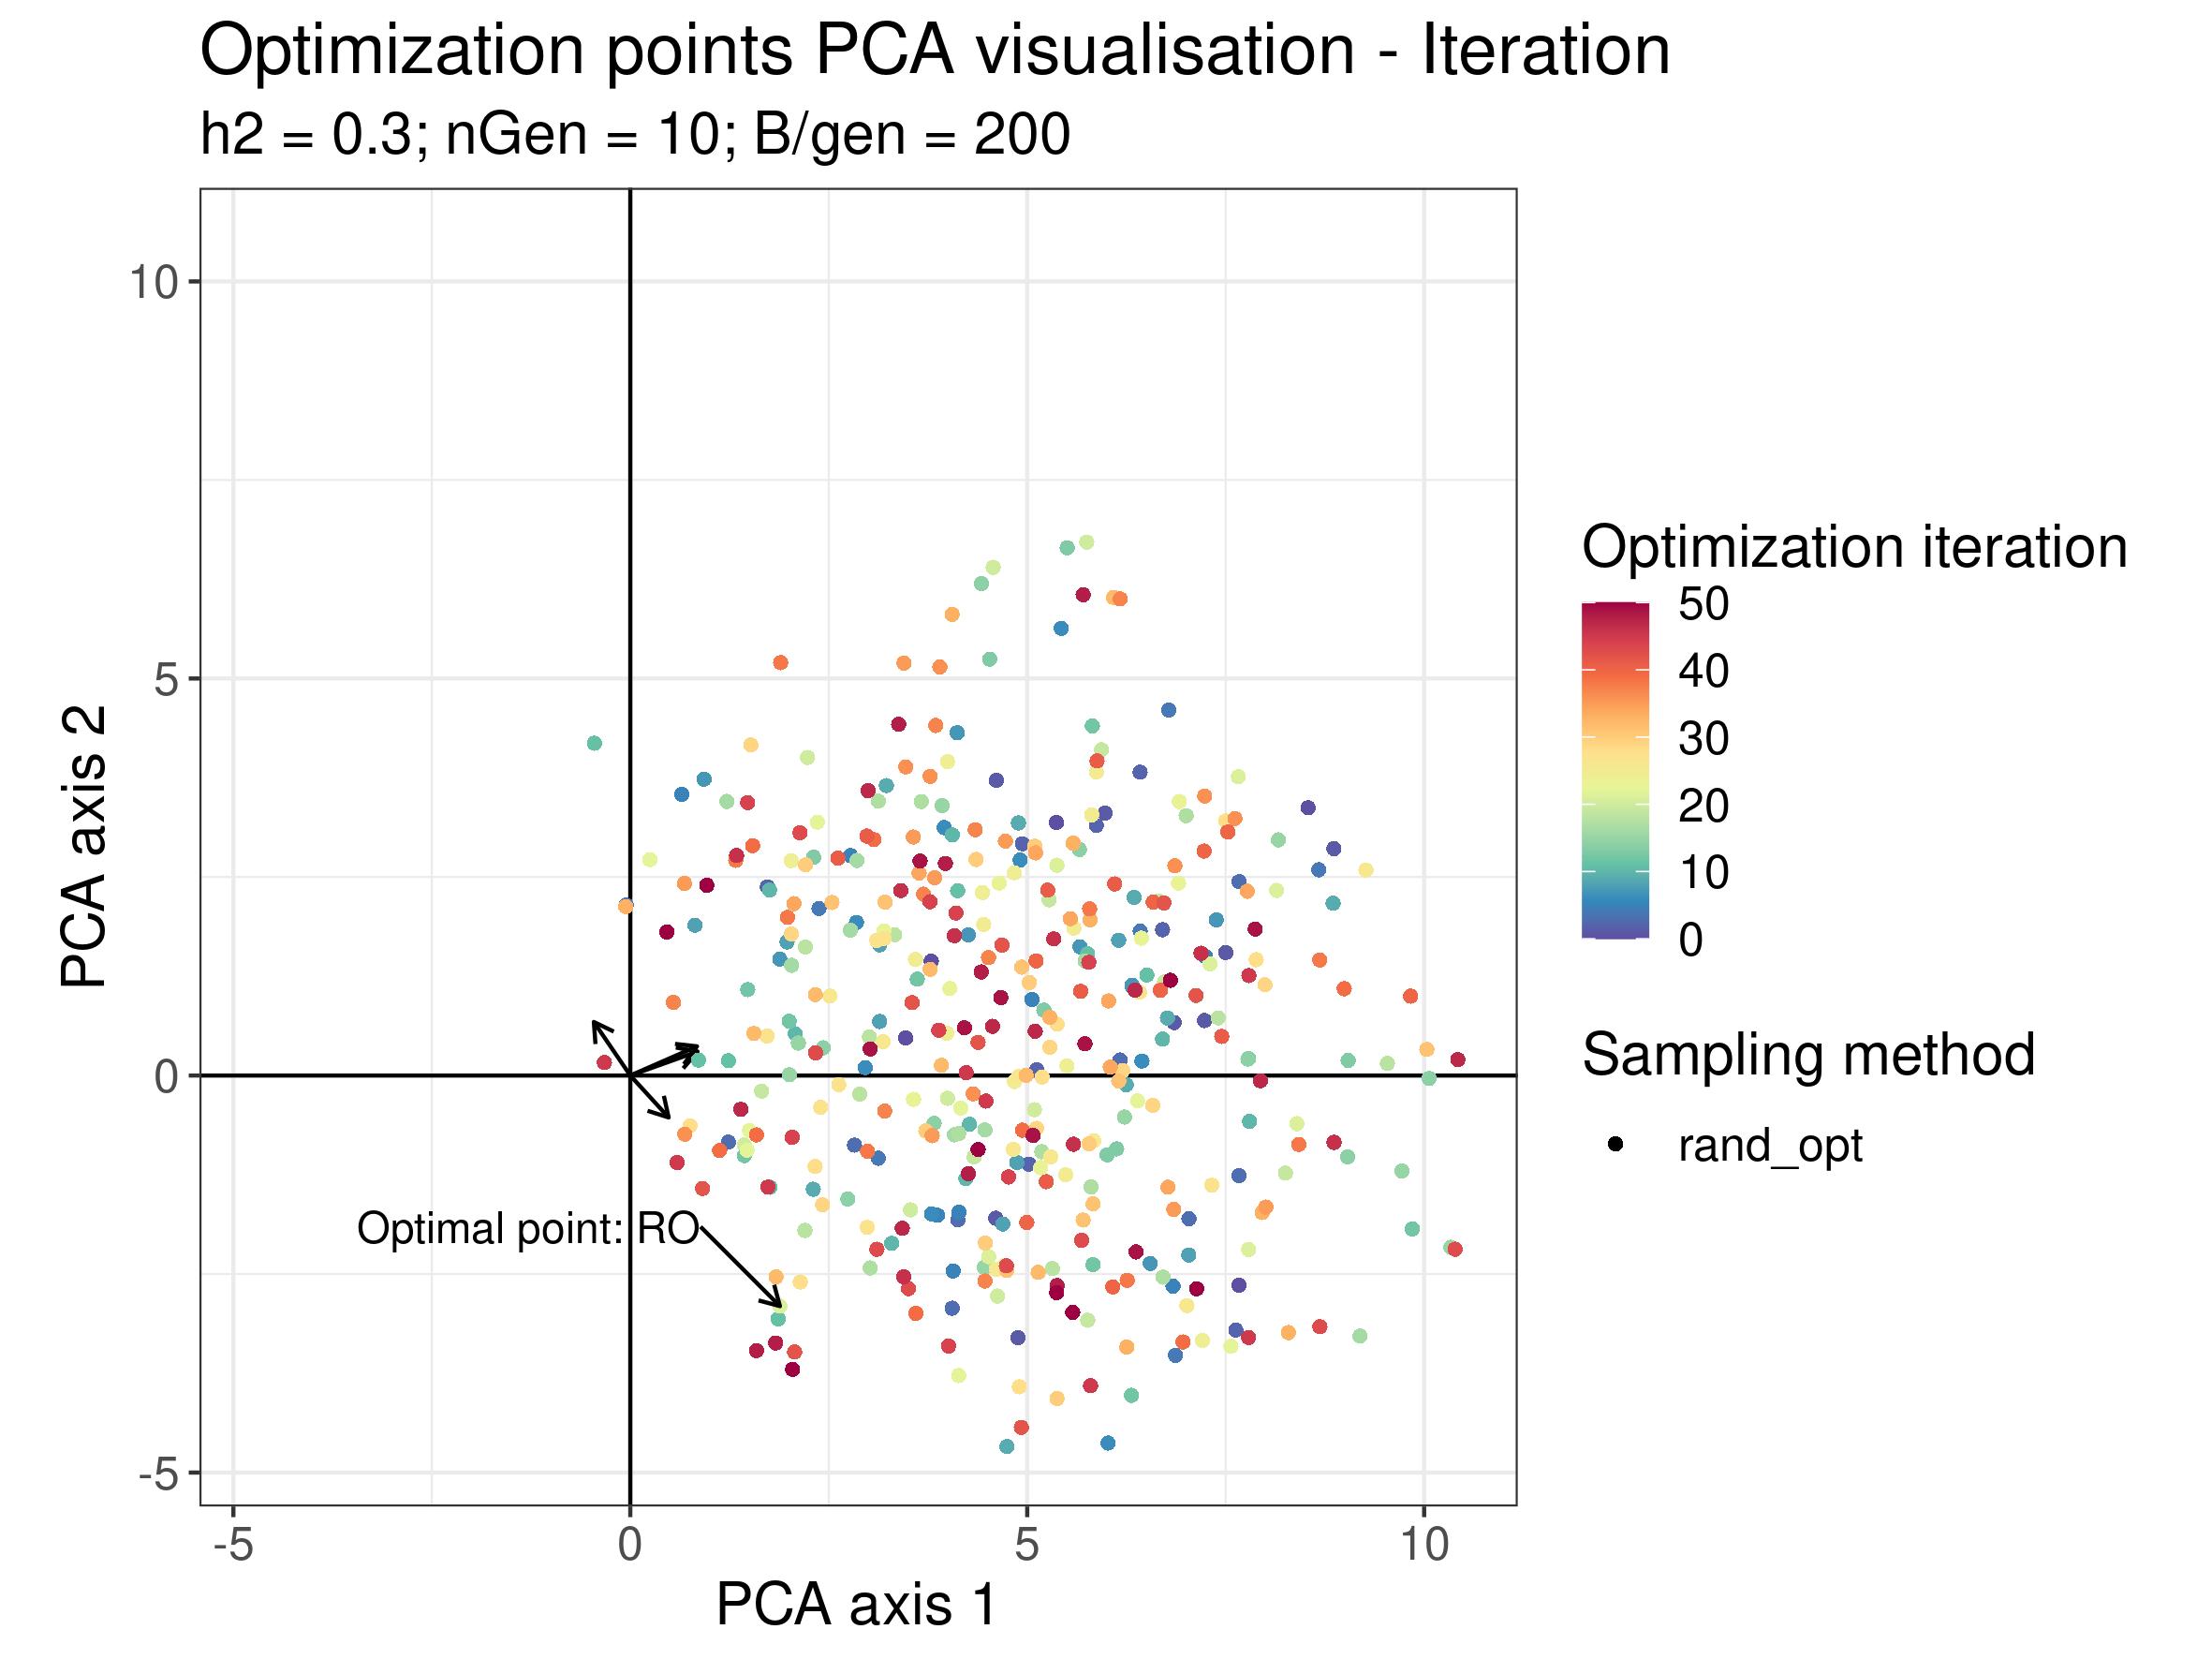 Optimization points PCA visualisation - Iteration
h2 = 0.3; nGen = 10; B/gen = 200
10
5
0
-5
PCA axis 2
Optimal point: RO
-5
0
5
10
PCA axis 1
Optimization iteration
50
40
30
20
10
0
Sampling method
rand_opt